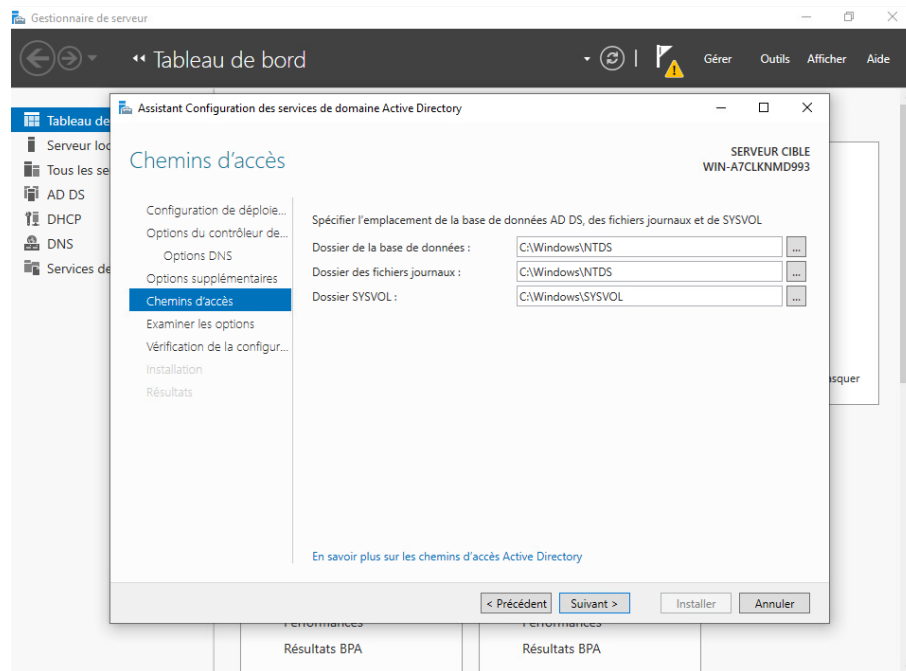 Gestionnaire de serveur
Tableau de bord
Gérer Outils Afficher Aide
Tableau de
Serveur loc
Tous les se
AD DS
DHCP
DNS
Services de
Assistant Configuration des services de domaine Active Directory
Chemins d'accès
SERVEUR CIBLE
WIN-A7CLKNMD993
Configuration de déploie...
Options du contrôleur de...
Options DNS
Options supplémentaires
Chemins d'accès
Examiner les options
Vérification de la configur...
Installation
Résultats
Spécifier l'emplacement de la base de données AD DS, des fichiers journaux et de SYSVOL
Dossier de la base de données : C:\Windows\NTDS ...
Dossier des fichiers journaux : C:\Windows\NTDS ...
Dossier SYSVOL : C:\Windows\SYSVOL ...
En savoir plus sur les chemins d'accès Active Directory
< Précédent Suivant > Installer Annuler
asquer
Performances Performances
Résultats BPA Résultats BPA